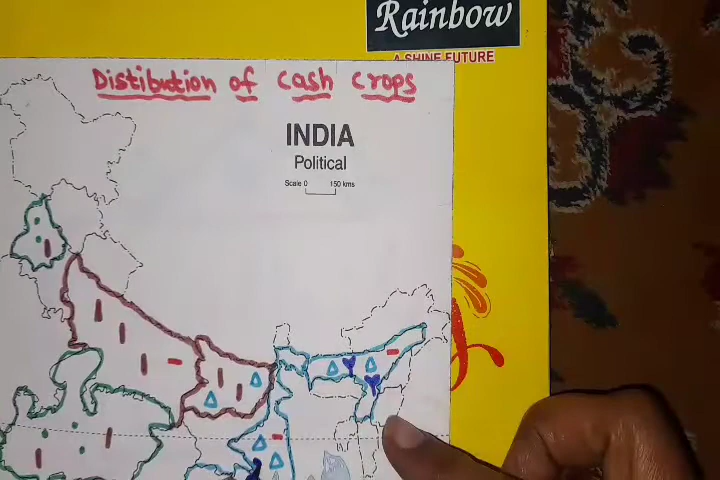 Rainbow
A SHINE FUTURE
Distibution of Cash Crops
INDIA
Political
Scale 0 150 kms